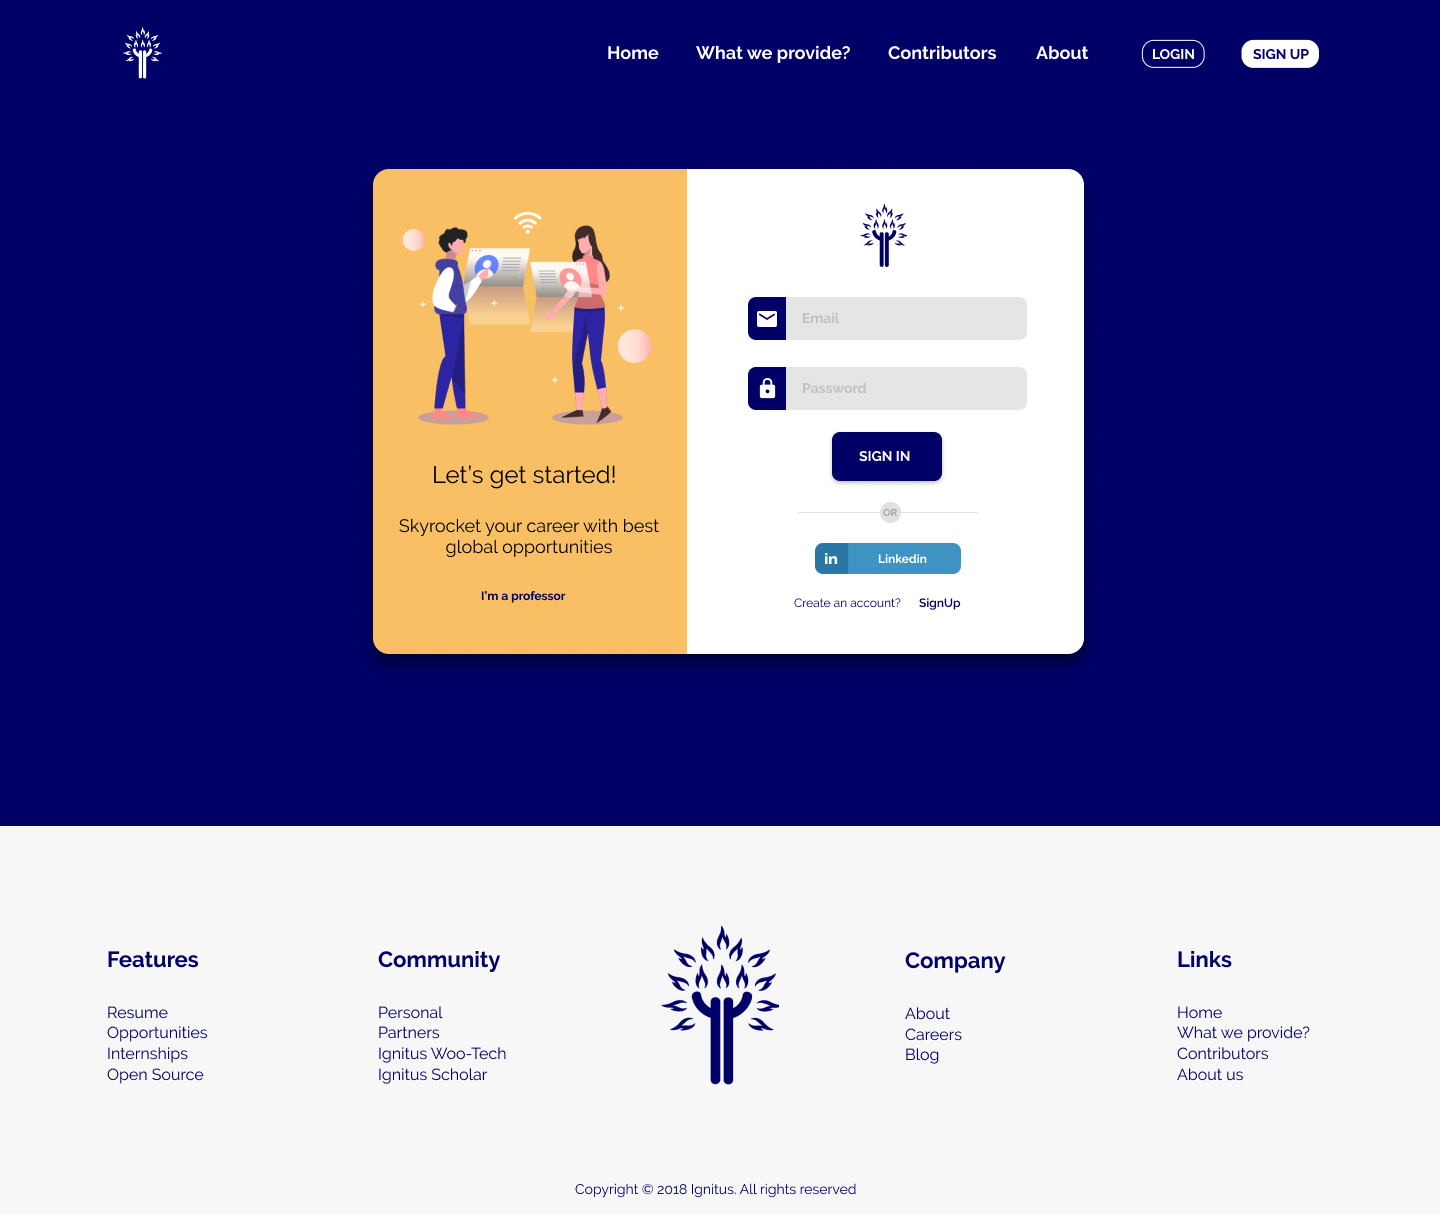 Home
What we provide?
Contributors
About
LOGIN
SIGN UP
Let's get started!
Skyrocket your career with best
global opportunities
I'm a professor
Email
Password
SIGN IN
OR
in
Linkedin
Create an account? SignUp
Features
Resume
Opportunities
Internships
Open Source
Community
Personal
Partners
Ignitus Woo-Tech
Ignitus Scholar
Company
About
Careers
Blog
Links
Home
What we provide?
Contributors
About us
Copyright © 2018 Ignitus. All rights reserved